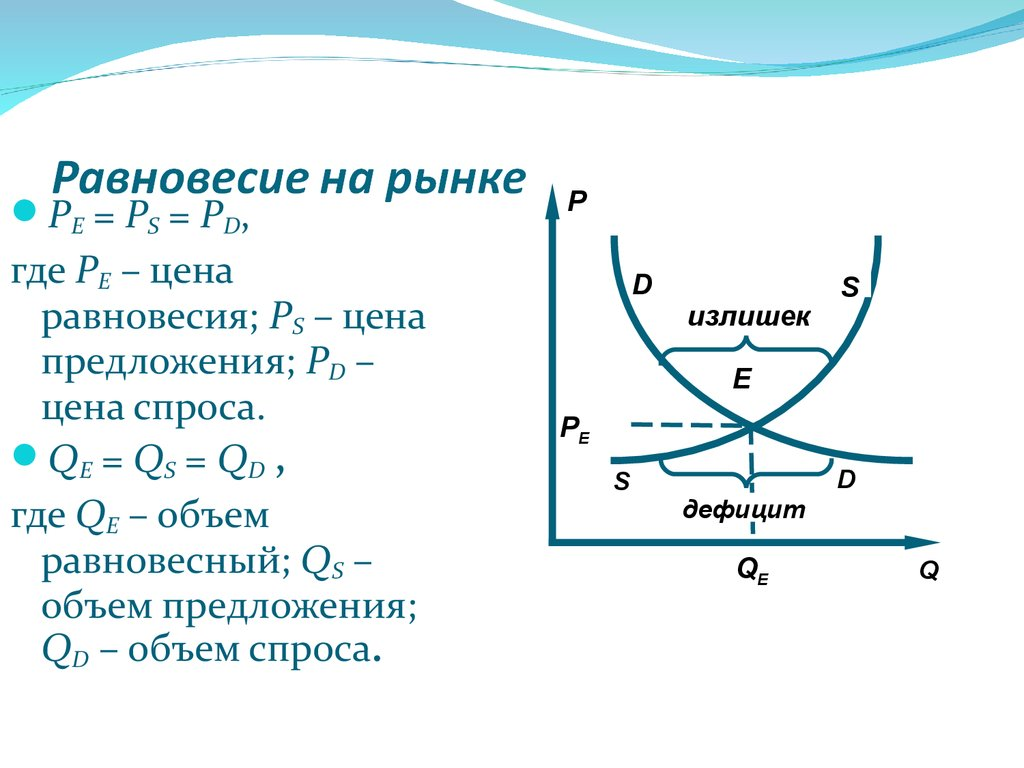 Равновесие на рынке
PE = PS = PD,
где PE – цена
равновесия; PS – цена
предложения; PD –
цена спроса.
QE = QS = QD ,
где QE – объем
равновесный; QS –
объем предложения;
QD – объем спроса.
P
D
S
излишек
E
PE
S
D
дефицит
QE
Q